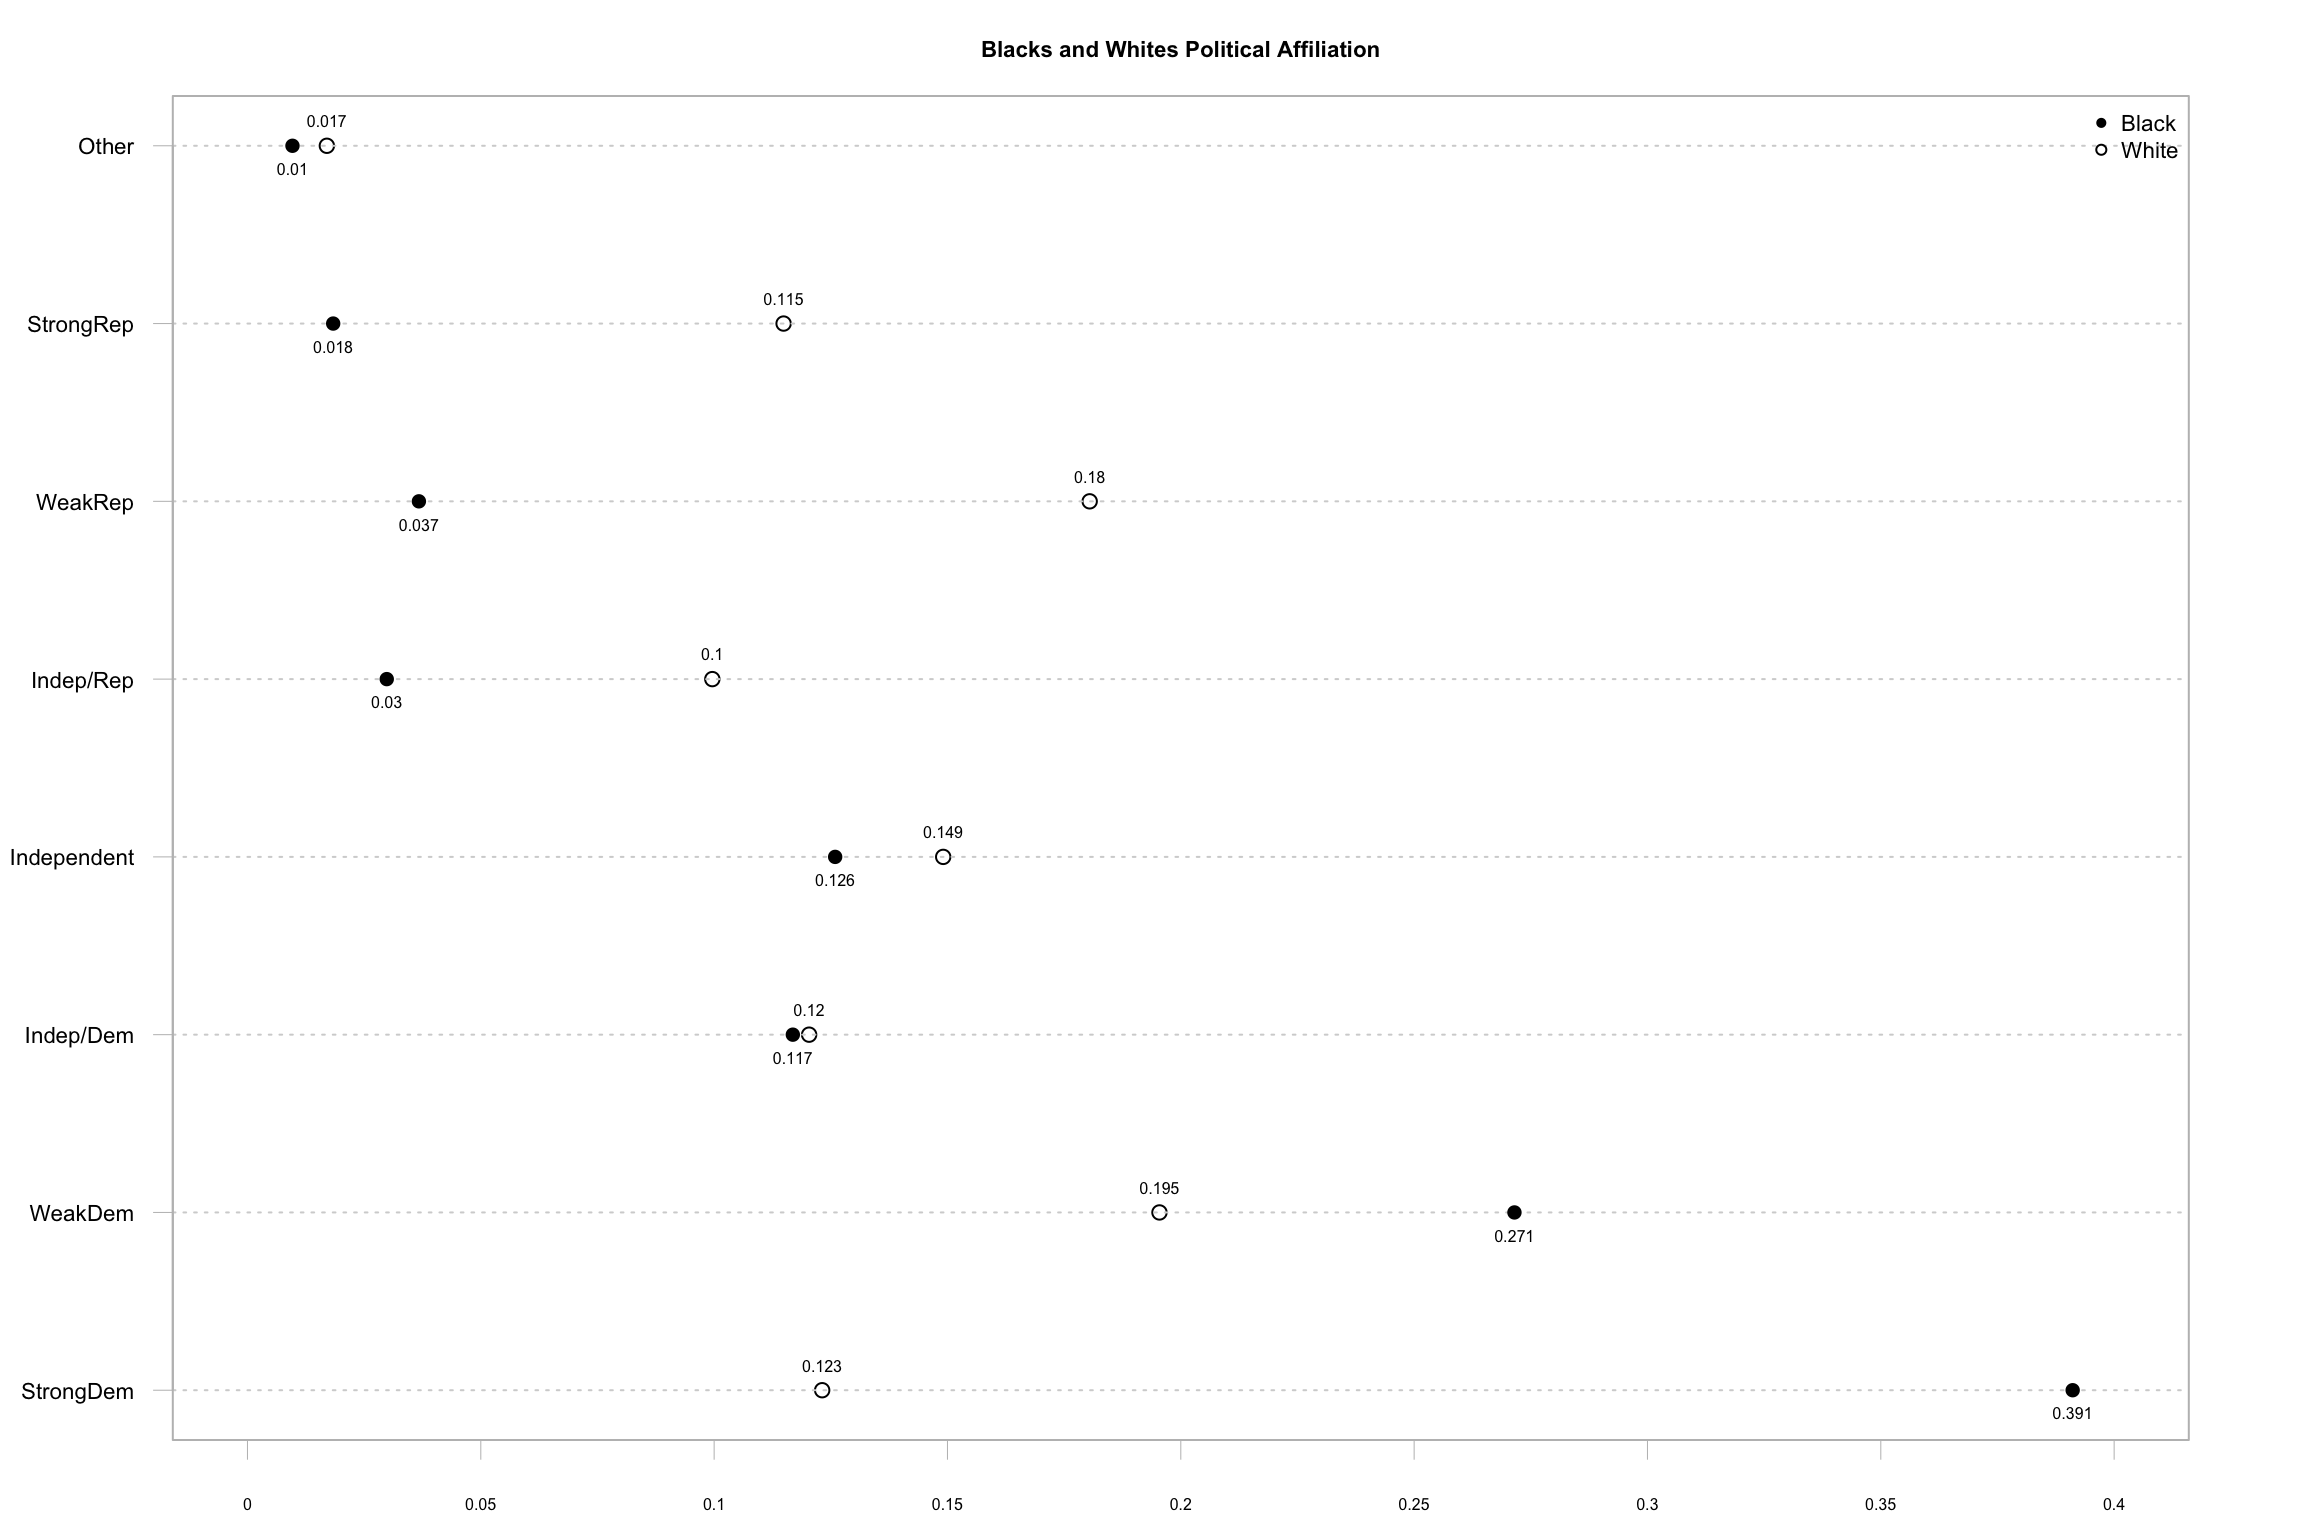 Blacks and Whites Political Affiliation
Black
White
Other
0.017
0.01
StrongRep
0.115
0.018
WeakRep
0.18
0.037
Indep/Rep
0.1
0.03
Independent
0.149
0.126
Indep/Dem
0.12
0.117
WeakDem
0.195
0.271
StrongDem
0.123
0.391
0 0.05 0.1 0.15 0.2 0.25 0.3 0.35 0.4